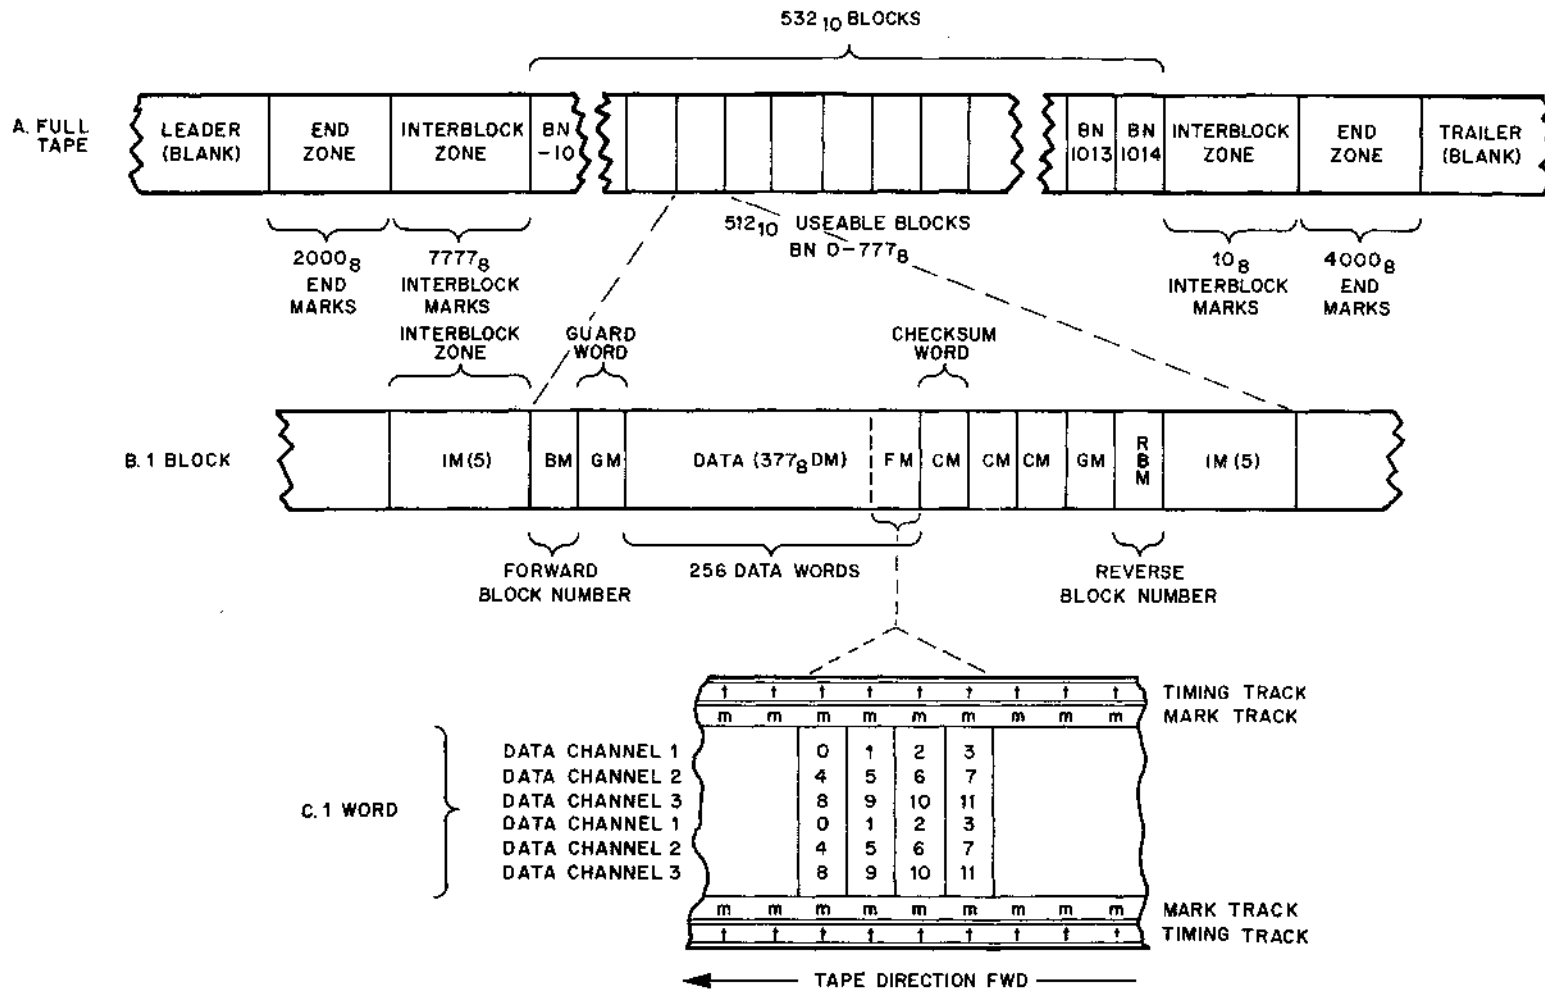 532₁₀ BLOCKS
A. FULL TAPE
LEADER (BLANK)
END ZONE
INTERBLOCK ZONE
BN -10
BN 1013
BN 1014
INTERBLOCK ZONE
END ZONE
TRAILER (BLANK)
2000₈ END MARKS
7777₈ INTERBLOCK MARKS
512₁₀ USEABLE BLOCKS
BN 0-777₈
10₈ INTERBLOCK MARKS
4000₈ END MARKS
INTERBLOCK ZONE
GUARD WORD
CHECKSUM WORD
B. 1 BLOCK
IM(5)
BM
GM
DATA (377₈ DM)
FM
CM
CM
CM
GM
RBM
IM(5)
FORWARD BLOCK NUMBER
256 DATA WORDS
REVERSE BLOCK NUMBER
t t t t t t t t t TIMING TRACK
m m m m m m m m m MARK TRACK
C. 1 WORD
DATA CHANNEL 1 0 1 2 3
DATA CHANNEL 2 4 5 6 7
DATA CHANNEL 3 8 9 10 11
DATA CHANNEL 1 0 1 2 3
DATA CHANNEL 2 4 5 6 7
DATA CHANNEL 3 8 9 10 11
m m m m m m m m m MARK TRACK
t t t t t t t t t TIMING TRACK
TAPE DIRECTION FWD